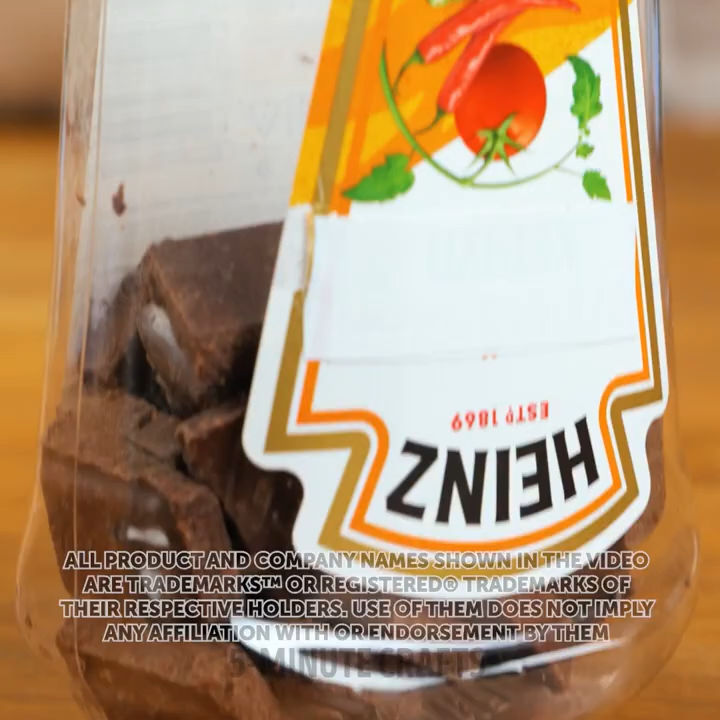 ESTD 1869
HEINZ
ALL PRODUCT AND COMPANY NAMES SHOWN IN THE VIDEO
ARE TRADEMARKS™ OR REGISTERED® TRADEMARKS OF
THEIR RESPECTIVE HOLDERS. USE OF THEM DOES NOT IMPLY
ANY AFFILIATION WITH OR ENDORSEMENT BY THEM
5-MINUTE CRAFTS